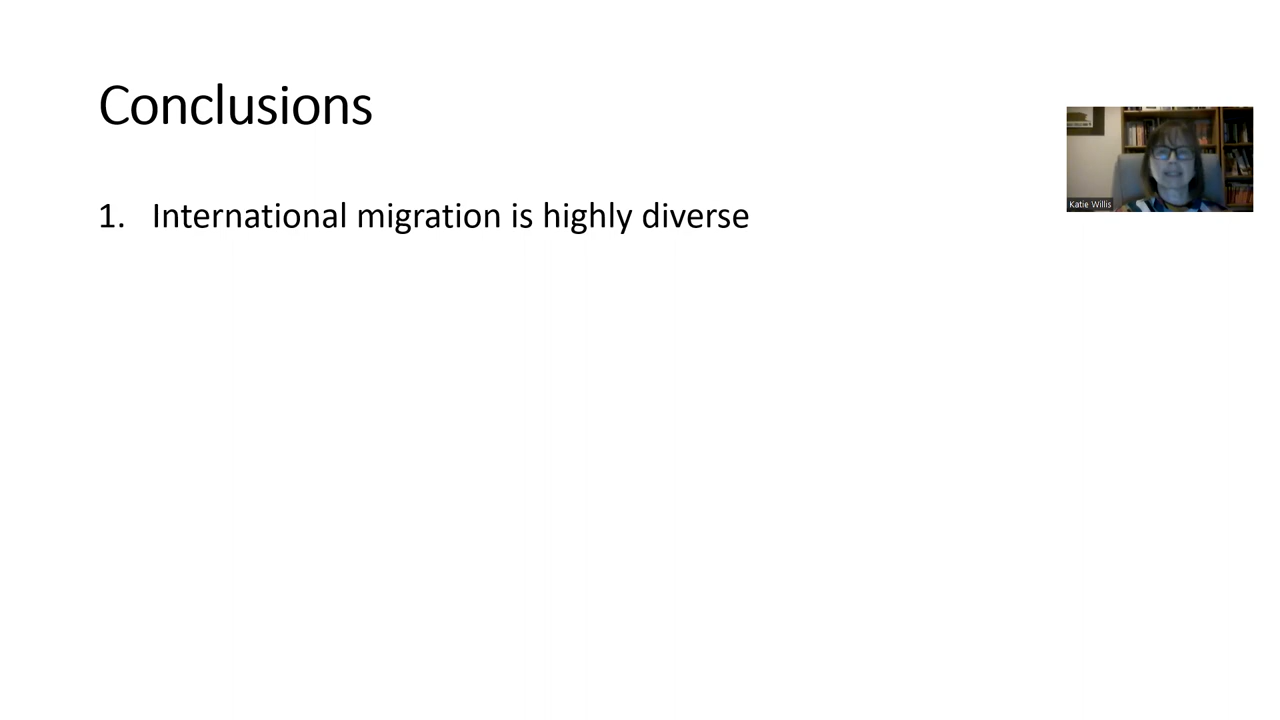 Conclusions
1. International migration is highly diverse
Katie Willis